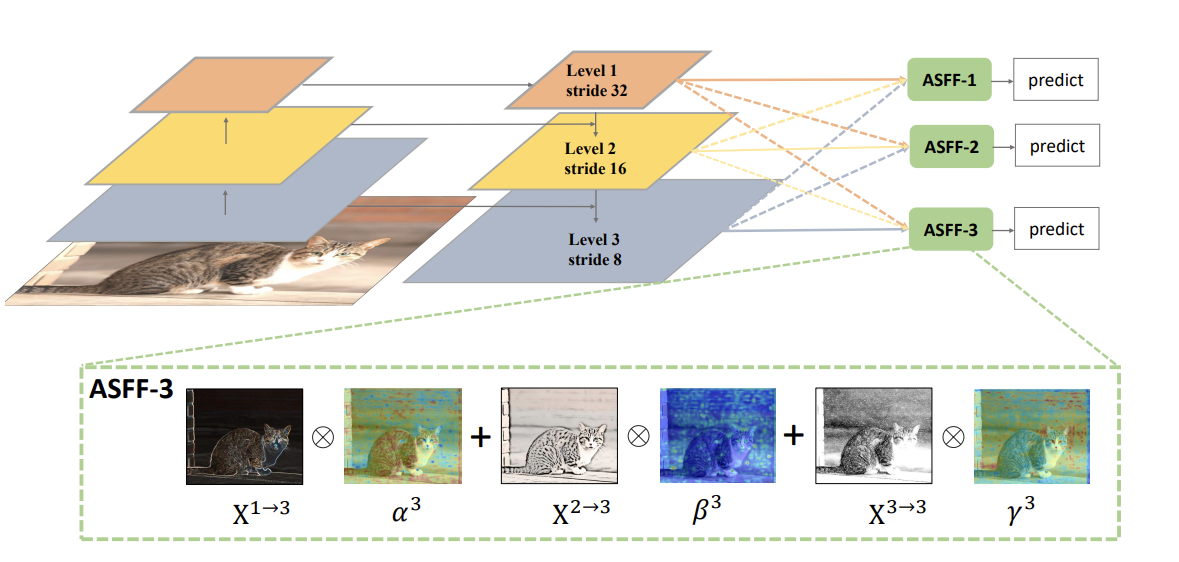 Level 1
stride 32
Level 2
stride 16
Level 3
stride 8
ASFF-1
predict
ASFF-2
predict
ASFF-3
predict
ASFF-3
⊗ + ⊗ + ⊗
X¹→³ α³ X²→³ β³ X³→³ γ³